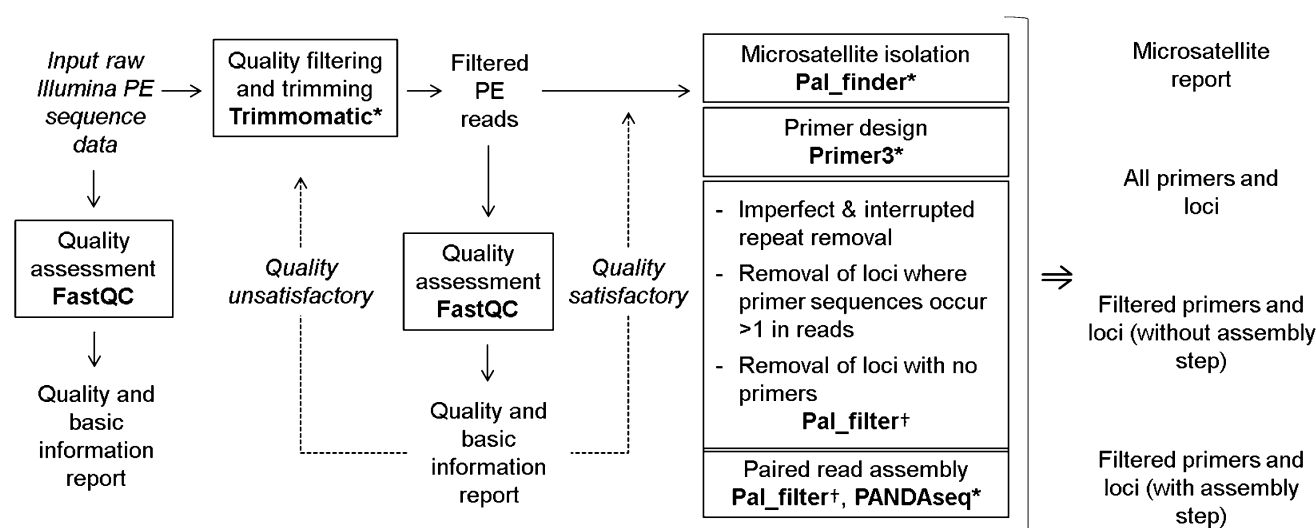 Input raw
Illumina PE
sequence
data
Quality filtering
and trimming
Trimmomatic*
Filtered
PE
reads
Quality
assessment
FastQC
Quality and
basic
information
report
Quality
unsatisfactory
Quality
assessment
FastQC
Quality
satisfactory
Quality and
basic
information
report
Microsatellite isolation
Pal_finder*
Primer design
Primer3*
- Imperfect & interrupted
repeat removal
- Removal of loci where
primer sequences occur
>1 in reads
- Removal of loci with no
primers
Pal_filter†
Paired read assembly
Pal_filter†, PANDAseq*
⇒
Microsatellite
report
All primers and
loci
Filtered primers and
loci (without assembly
step)
Filtered primers and
loci (with assembly
step)